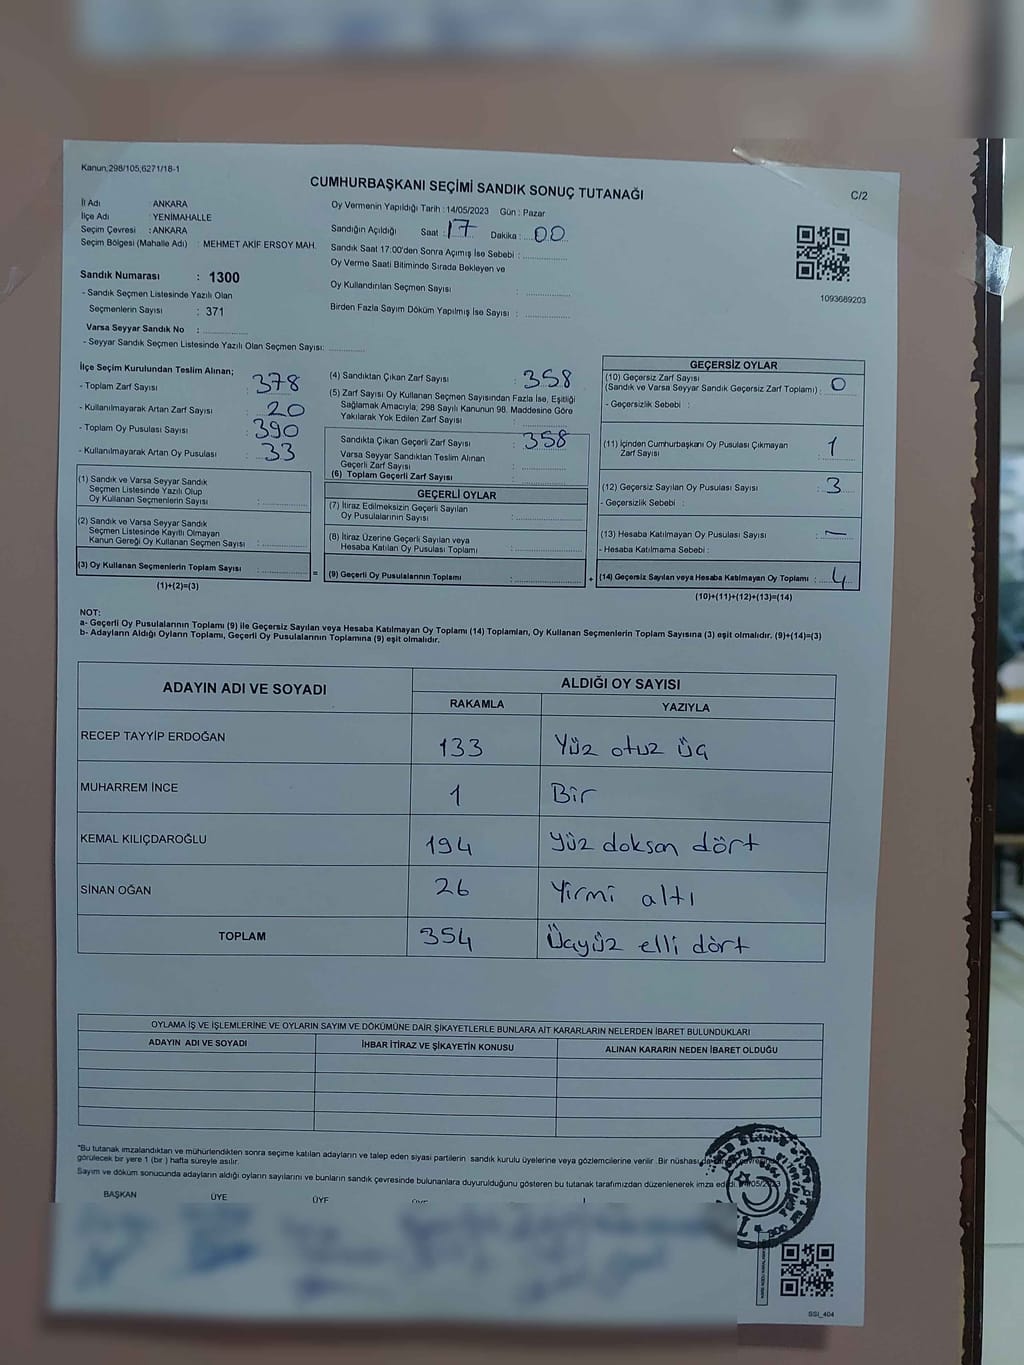 Kanun;298/105;6271/18-1
CUMHURBAŞKANI SEÇİMİ SANDIK SONUÇ TUTANAĞI
C/2
İl Adı : ANKARA
İlçe Adı : YENİMAHALLE
Seçim Çevresi : ANKARA
Seçim Bölgesi (Mahalle Adı) : MEHMET AKİF ERSOY MAH.
Sandık Numarası : 1300
- Sandık Seçmen Listesinde Yazılı Olan
Seçmenlerin Sayısı : 371
Varsa Seyyar Sandık No :
- Seyyar Sandık Seçmen Listesinde Yazılı Olan Seçmen Sayısı:
Oy Vermenin Yapıldığı Tarih : 14/05/2023 Gün : Pazar
Sandığın Açıldığı Saat : 17 Dakika : 00
Sandık Saat 17:00'den Sonra Açımış İse Sebebi :
Oy Verme Saati Bitiminde Sırada Bekleyen ve
Oy Kullandırılan Seçmen Sayısı :
Birden Fazla Sayım Döküm Yapılmış İse Sayısı :
1093689203
İlçe Seçim Kurulundan Teslim Alınan;
- Toplam Zarf Sayısı : 378
- Kullanılmayarak Artan Zarf Sayısı : 20
- Toplam Oy Pusulası Sayısı : 390
- Kullanılmayarak Artan Oy Pusulası : 33
(1) Sandık ve Varsa Seyyar Sandık
Seçmen Listesinde Yazılı Olup
Oy Kullanan Seçmenlerin Sayısı :
(2) Sandık ve Varsa Seyyar Sandık
Seçmen Listesinde Kayıtlı Olmayan
Kanun Gereği Oy Kullanan Seçmen Sayısı :
(3) Oy Kullanan Seçmenlerin Toplam Sayısı :
(1)+(2)=(3)
(4) Sandıktan Çıkan Zarf Sayısı : 358
(5) Zarf Sayısı Oy Kullanan Seçmen Sayısından Fazla İse, Eşitliği
Sağlamak Amacıyla; 298 Sayılı Kanunun 98. Maddesine Göre
Yakılarak Yok Edilen Zarf Sayısı :
Sandıkta Çıkan Geçerli Zarf Sayısı : 358
Varsa Seyyar Sandıktan Teslim Alınan
Geçerli Zarf Sayısı :
(6) Toplam Geçerli Zarf Sayısı :
GEÇERLİ OYLAR
(7) İtiraz Edilmeksizin Geçerli Sayılan
Oy Pusulalarının Sayısı :
(8) İtiraz Üzerine Geçerli Sayılan veya
Hesaba Katılan Oy Pusulası Toplamı :
= (9) Geçerli Oy Pusulalarının Toplamı :
GEÇERSİZ OYLAR
(10) Geçersiz Zarf Sayısı
(Sandık ve Varsa Seyyar Sandık Geçersiz Zarf Toplamı) : 0
- Geçersizlik Sebebi :
(11) İçinden Cumhurbaşkanı Oy Pusulası Çıkmayan
Zarf Sayısı : 1
(12) Geçersiz Sayılan Oy Pusulası Sayısı : 3
- Geçersizlik Sebebi :
(13) Hesaba Katılmayan Oy Pusulası Sayısı : —
- Hesaba Katılmama Sebebi :
+ (14) Geçersiz Sayılan veya Hesaba Katılmayan Oy Toplamı : 4
(10)+(11)+(12)+(13)=(14)
NOT:
a- Geçerli Oy Pusulalarının Toplamı (9) ile Geçersiz Sayılan veya Hesaba Katılmayan Oy Toplamı (14) Toplamları, Oy Kullanan Seçmenlerin Toplam Sayısına (3) eşit olmalıdır. (9)+(14)=(3)
b- Adayların Aldığı Oyların Toplamı, Geçerli Oy Pusulalarının Toplamına (9) eşit olmalıdır.
ADAYIN ADI VE SOYADI
ALDIĞI OY SAYISI
RAKAMLA YAZIYLA
RECEP TAYYİP ERDOĞAN 133 Yüz otuz üç
MUHARREM İNCE 1 Bir
KEMAL KILIÇDAROĞLU 194 yüz doksan dört
SİNAN OĞAN 26 Yirmi altı
TOPLAM 354 Üçyüz elli dört
OYLAMA İŞ VE İŞLEMLERİNE VE OYLARIN SAYIM VE DÖKÜMÜNE DAİR ŞİKAYETLERLE BUNLARA AİT KARARLARIN NELERDEN İBARET BULUNDUKLARI
ADAYIN ADI VE SOYADI İHBAR İTİRAZ VE ŞİKAYETİN KONUSU ALINAN KARARIN NEDEN İBARET OLDUĞU
"Bu tutanak imzalandıktan ve mühürlendikten sonra seçime katılan adayların ve talep eden siyasi partilerin sandık kurulu üyelerine veya gözlemcilerine verilir. Bir nüshası da
görülecek bir yere 1 (bir) hafta süreyle asılır.
Sayım ve döküm sonucunda adayların aldığı oyların sayılarını ve bunların sandık çevresinde bulunanlara duyurulduğunu gösteren bu tutanak tarafımızdan düzenlenerek imza edildi. 14/05/2023
BAŞKAN ÜYE ÜYE ÜYE
SSİ_404